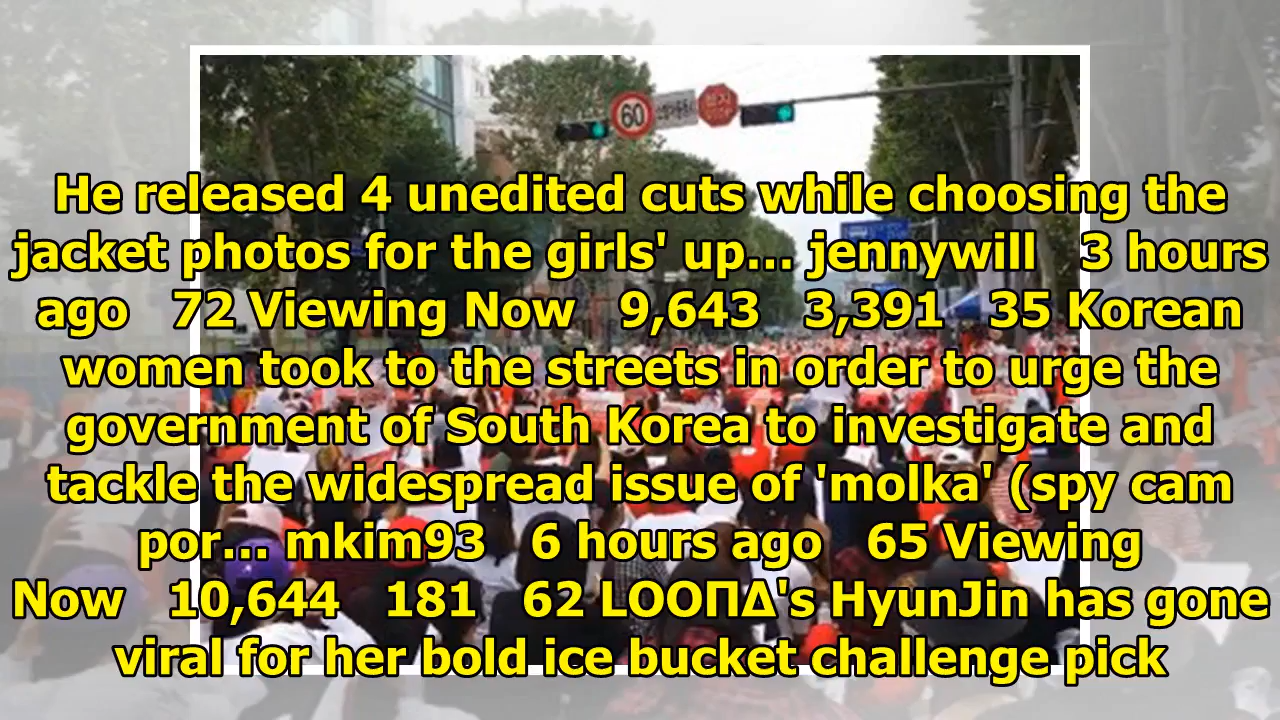 60
He released 4 unedited cuts while choosing the
jacket photos for the girls' up... jennywill 3 hours
ago 72 Viewing Now 9,643 3,391 35 Korean
women took to the streets in order to urge the
government of South Korea to investigate and
tackle the widespread issue of 'molka' (spy cam
por... mkim93 6 hours ago 65 Viewing
Now 10,644 181 62 LOOΠΔ's HyunJin has gone
viral for her bold ice bucket challenge pick